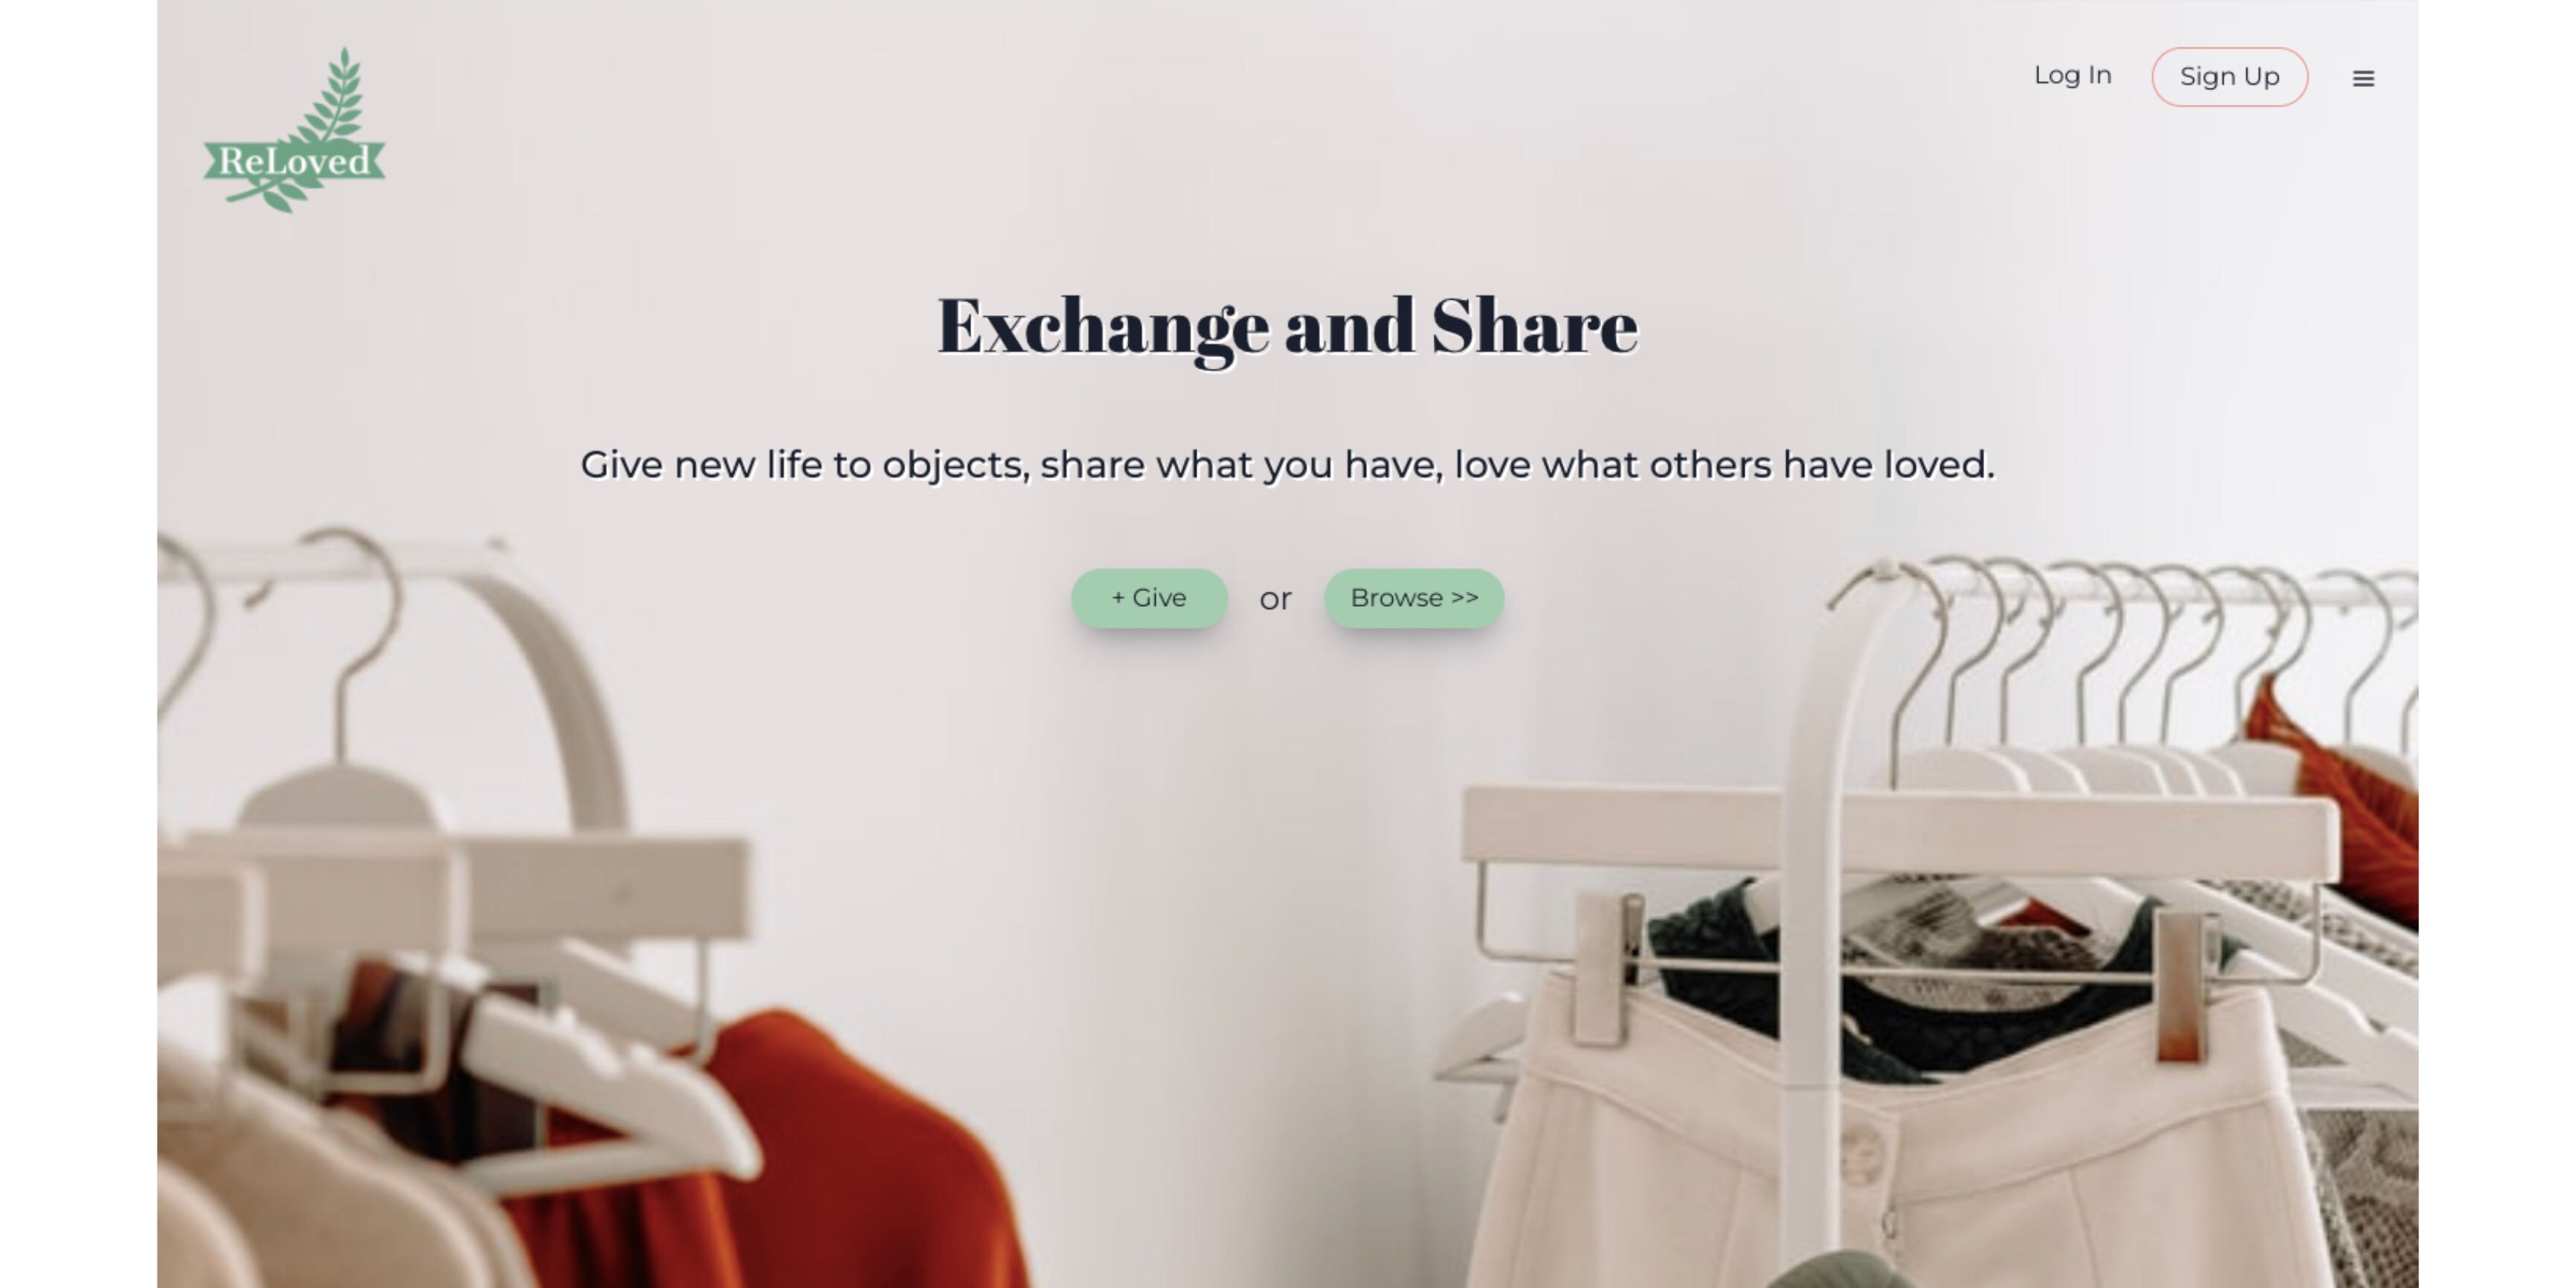 ReLoved
Log In
Sign Up
Exchange and Share
Give new life to objects, share what you have, love what others have loved.
+ Give or Browse >>